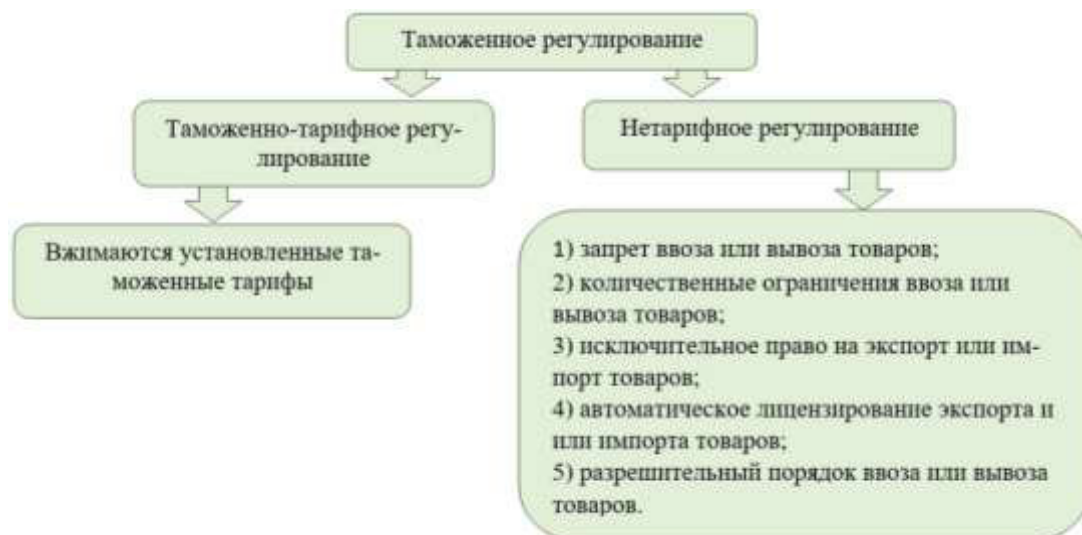 Таможенное регулирование
Таможенно-тарифное регу-
лирование
Нетарифное регулирование
Вжимаются установленные та-
моженные тарифы
1) запрет ввоза или вывоза товаров;
2) количественные ограничения ввоза или
вывоза товаров;
3) исключительное право на экспорт или им-
порт товаров;
4) автоматическое лицензирование экспорта и
или импорта товаров;
5) разрешительный порядок ввоза или вывоза
товаров.